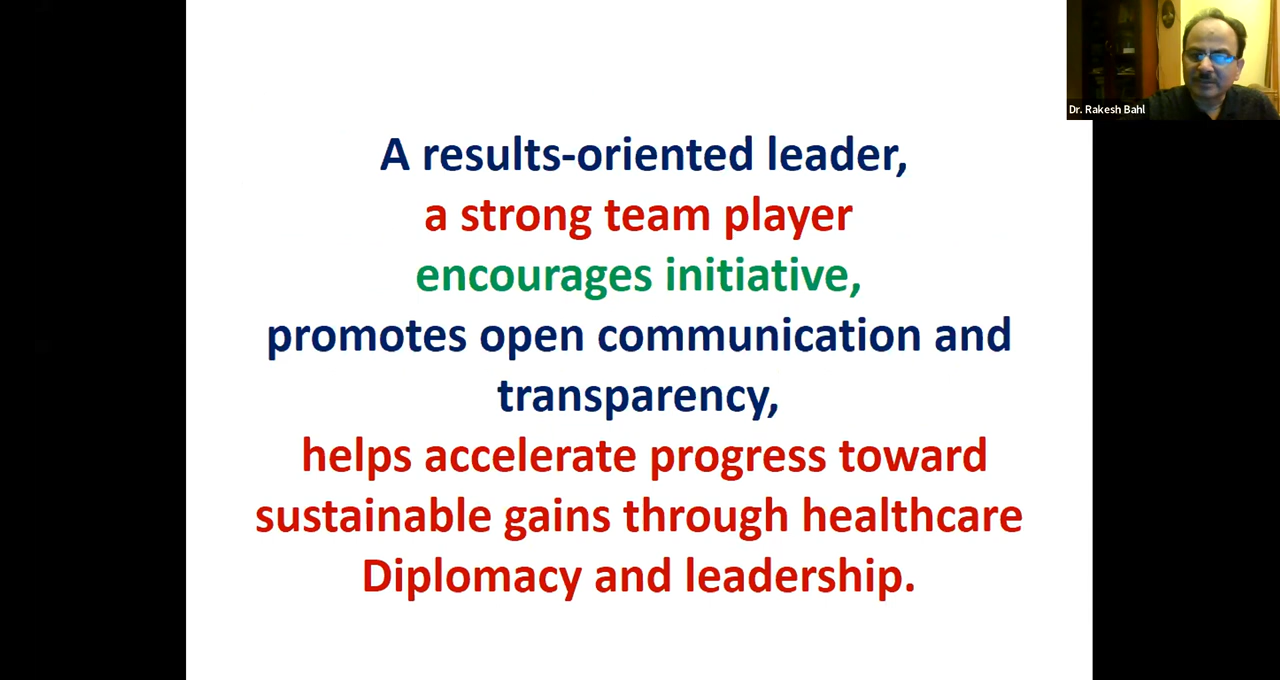 Dr. Rakesh Bahl
A results-oriented leader,
a strong team player
encourages initiative,
promotes open communication and
transparency,
helps accelerate progress toward
sustainable gains through healthcare
Diplomacy and leadership.